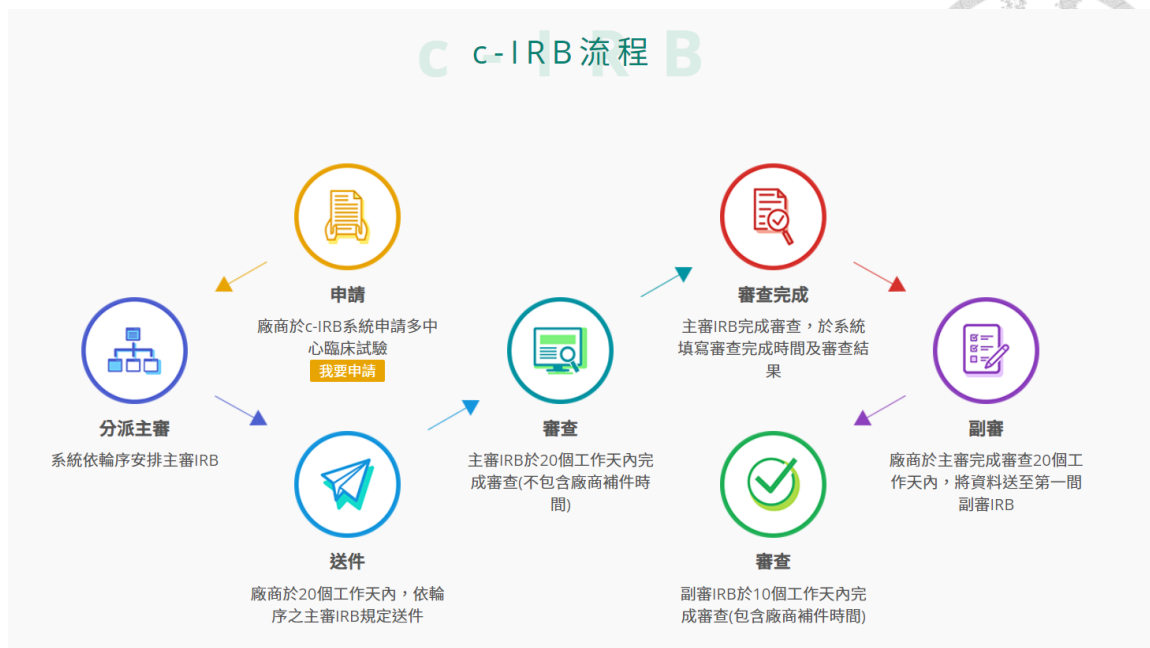 c-IRB流程
申請
廠商於c-IRB系統申請多中
心臨床試驗
我要申請
分派主審
系統依輪序安排主審IRB
送件
廠商於20個工作天內，依輪
序之主審IRB規定送件
審查
主審IRB於20個工作天內完
成審查(不包含廠商補件時
間)
審查完成
主審IRB完成審查，於系統
填寫審查完成時間及審查結
果
副審
廠商於主審完成審查20個工
作天內，將資料送至第一間
副審IRB
審查
副審IRB於10個工作天內完
成審查(包含廠商補件時間)